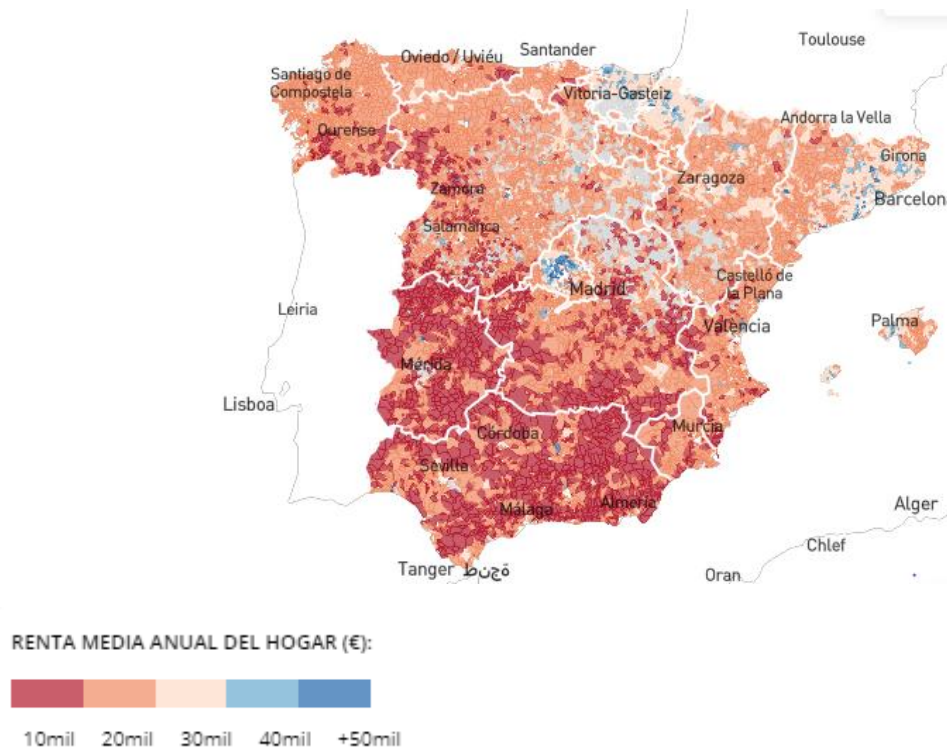 Toulouse
Santander
Oviedo / Uviéu
Santiago de
Compostela
Vitoria-Gasteiz
Andorra la Vella
Ourense
Girona
Zaragoza
Zamora
Barcelona
Salamanca
Castelló de
la Plana
Madrid
Leiria
València
Palma
Mérida
Lisboa
Murcia
Córdoba
Sevilla
Málaga
Almería
Alger
Chlef
Tanger ةجنط
Oran
RENTA MEDIA ANUAL DEL HOGAR (€):
10mil 20mil 30mil 40mil +50mil